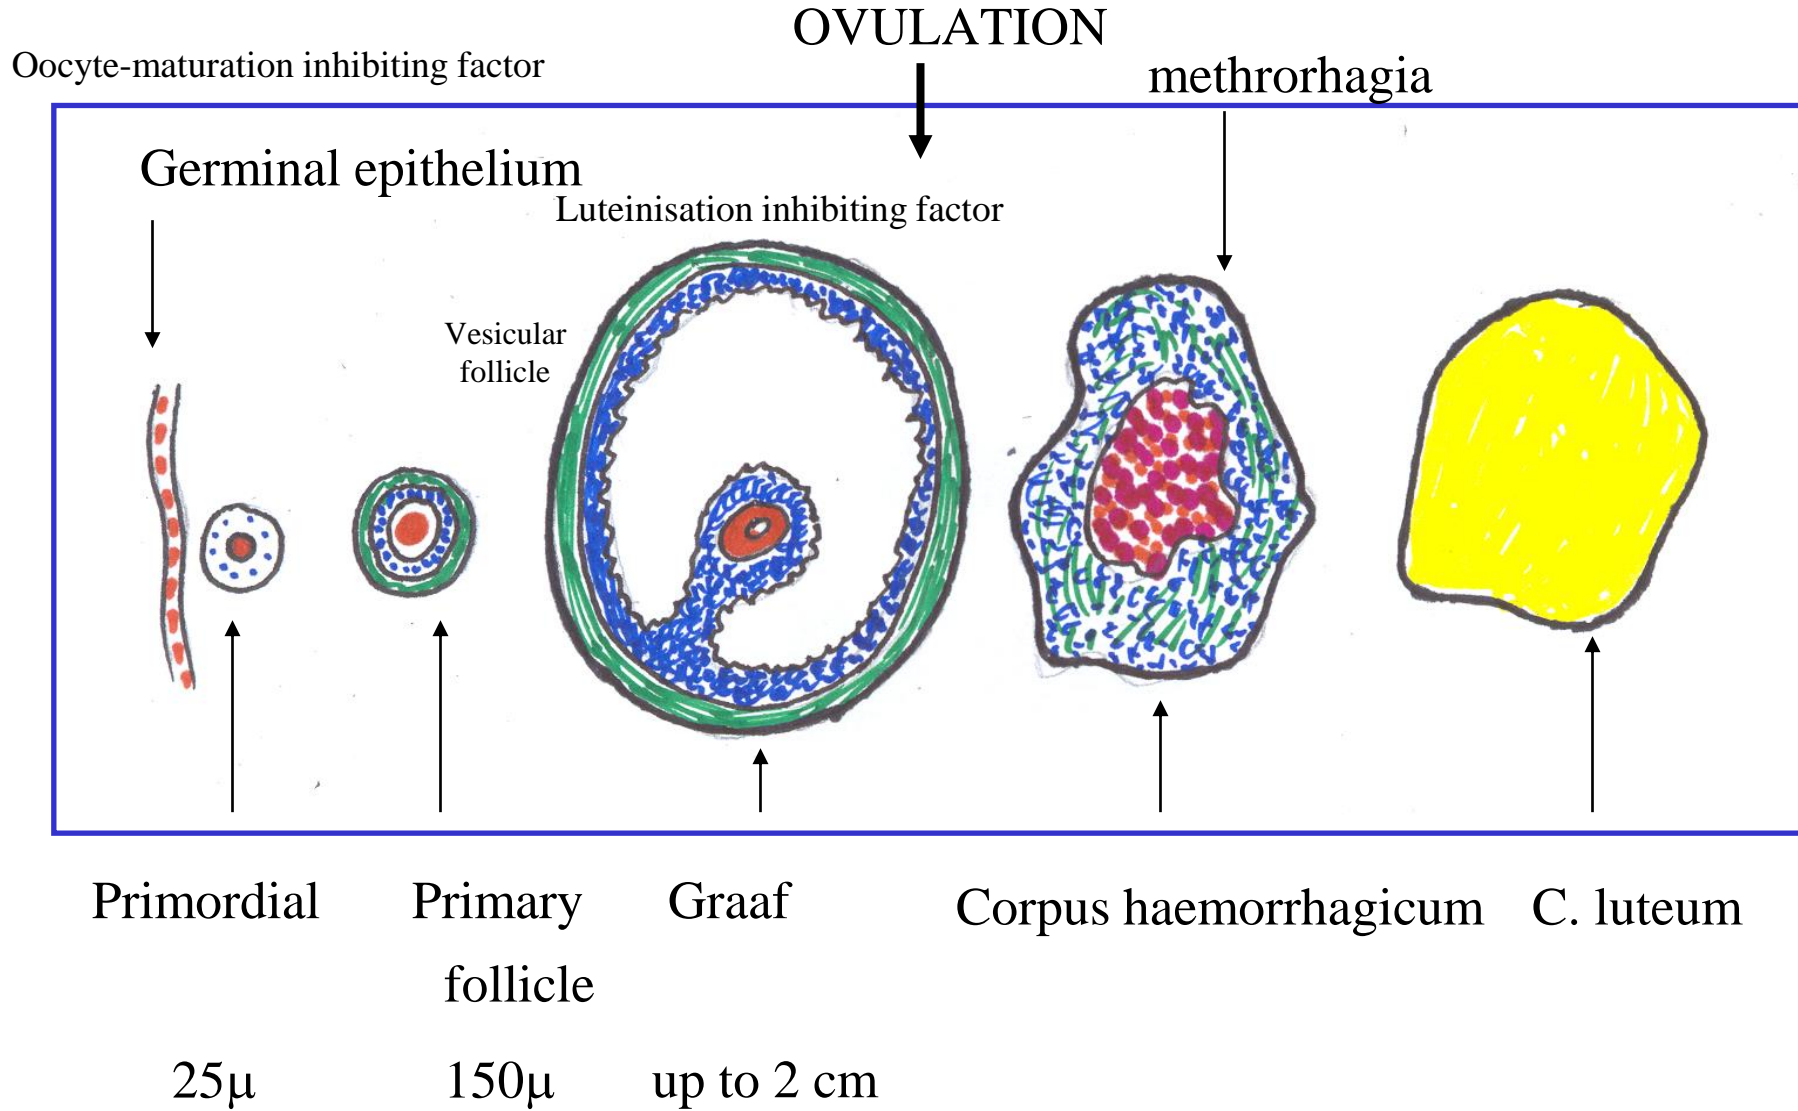 OVULATION
Oocyte-maturation inhibiting factor
methrorhagia
Germinal epithelium
Luteinisation inhibiting factor
Vesicular
follicle
Primordial
Primary
Graaf
Corpus haemorrhagicum
C. luteum
follicle
25μ
150μ
up to 2 cm